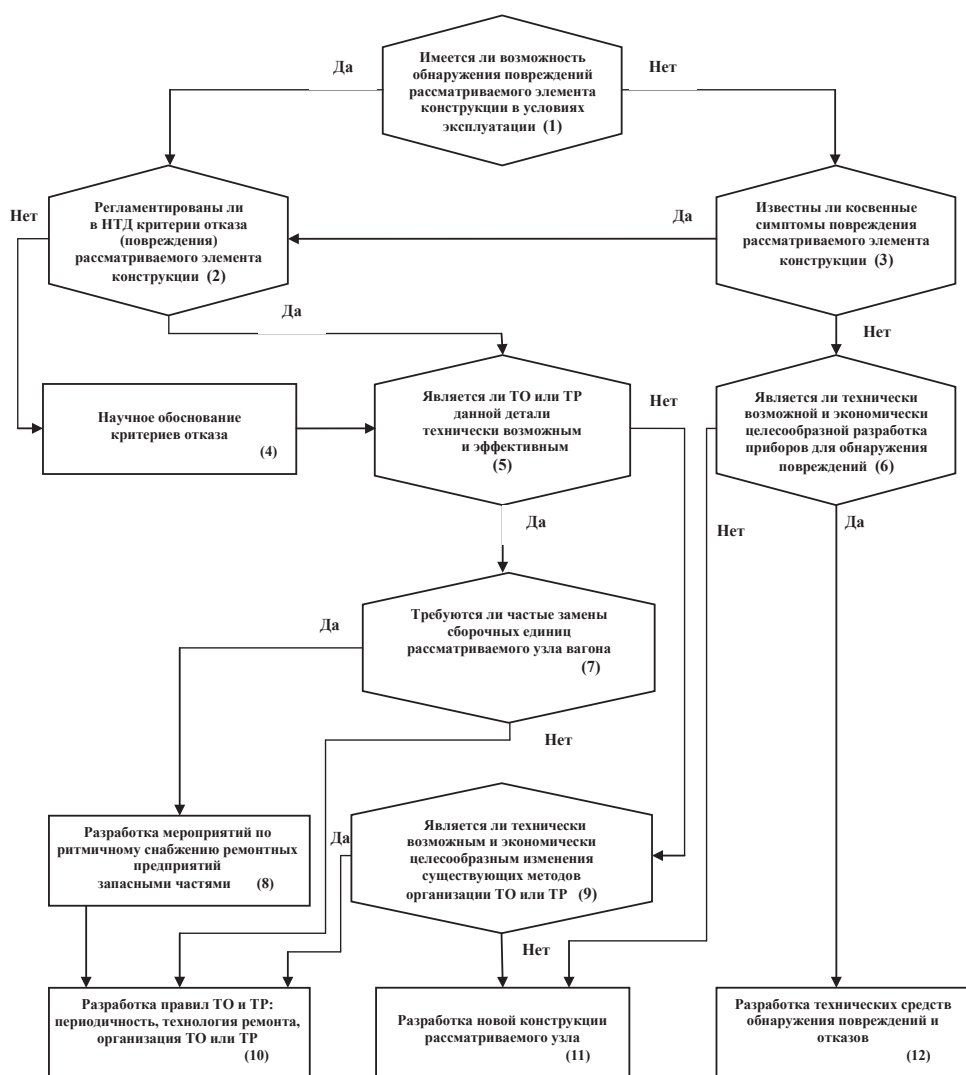 Да
Имеется ли возможность
обнаружения повреждений
рассматриваемого элемента
конструкции в условиях
эксплуатации (1)
Нет
Нет
Регламентированы ли
в НТД критерии отказа
(повреждения)
рассматриваемого элемента
конструкции (2)
Да
Известны ли косвенные
симптомы повреждения
рассматриваемого элемента
конструкции (3)
Да
Нет
Научное обоснование
критериев отказа
(4)
Является ли ТО или ТР
данной детали
технически возможным
и эффективным
(5)
Нет
Является ли технически
возможной и экономически
целесообразной разработка
приборов для обнаружения
повреждений (6)
Да
Нет
Да
Да
Требуются ли частые замены
сборочных единиц
рассматриваемого узла вагона
(7)
Нет
Разработка мероприятий по
ритмичному снабжению ремонтных
предприятий
запасными частями (8)
Да
Является ли технически
возможным и экономически
целесообразным изменения
существующих методов
организации ТО или ТР (9)
Нет
Разработка правил ТО и ТР:
периодичность, технология ремонта,
организация ТО или ТР
(10)
Разработка новой конструкции
рассматриваемого узла
(11)
Разработка технических средств
обнаружения повреждений и
отказов
(12)